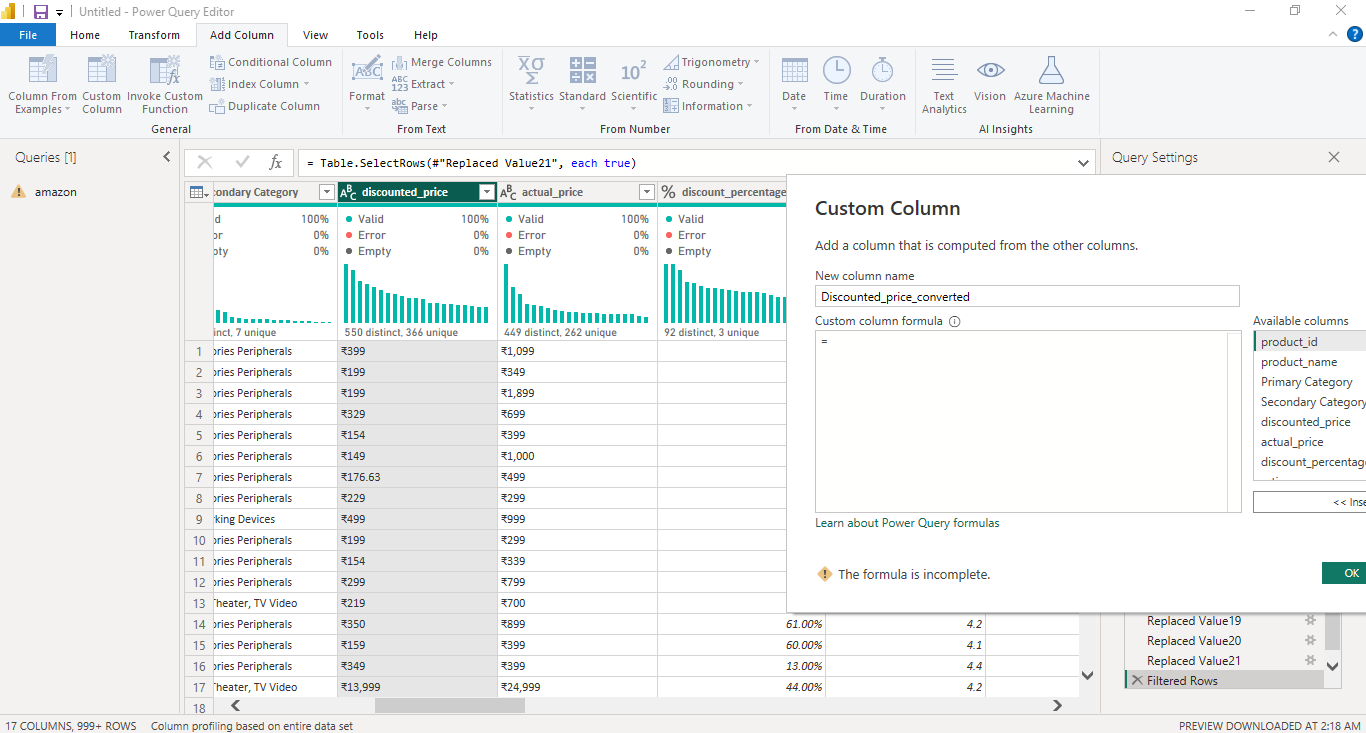 Untitled - Power Query Editor
File Home Transform Add Column View Tools Help
Column From Examples
Custom Column
Invoke Custom Function
Conditional Column
Index Column
Duplicate Column
General
Format
Merge Columns
Extract
Parse
From Text
Statistics
Standard
Scientific
Trigonometry
Rounding
Information
From Number
Date
Time
Duration
From Date & Time
Text Analytics
Vision
Azure Machine Learning
AI Insights
Queries [1]
amazon
= Table.SelectRows(#"Replaced Value21", each true)
Query Settings
ondary Category discounted_price actual_price discount_percentage
d 100% Valid 100% Valid 100% Valid
or 0% Error 0% Error 0% Error
pty 0% Empty 0% Empty 0% Empty
inct, 7 unique 550 distinct, 366 unique 449 distinct, 262 unique 92 distinct, 3 unique
1 ories Peripherals ₹399 ₹1,099
2 ories Peripherals ₹199 ₹349
3 ories Peripherals ₹199 ₹1,899
4 ories Peripherals ₹329 ₹699
5 ories Peripherals ₹154 ₹399
6 ories Peripherals ₹149 ₹1,000
7 ories Peripherals ₹176.63 ₹499
8 ories Peripherals ₹229 ₹299
9 rking Devices ₹499 ₹999
10 ories Peripherals ₹199 ₹299
11 ories Peripherals ₹154 ₹339
12 ories Peripherals ₹299 ₹799
13 Theater, TV Video ₹219 ₹700
14 ories Peripherals ₹350 ₹899 61.00% 4.2
15 ories Peripherals ₹159 ₹399 60.00% 4.1
16 ories Peripherals ₹349 ₹399 13.00% 4.4
17 Theater, TV Video ₹13,999 ₹24,999 44.00% 4.2
18
Custom Column
Add a column that is computed from the other columns.
New column name
Discounted_price_converted
Custom column formula
=
Available columns
product_id
product_name
Primary Category
Secondary Category
discounted_price
actual_price
discount_percentage
<< Inse
Learn about Power Query formulas
The formula is incomplete.
OK
Replaced Value19
Replaced Value20
Replaced Value21
Filtered Rows
17 COLUMNS, 999+ ROWS Column profiling based on entire data set PREVIEW DOWNLOADED AT 2:18 AM